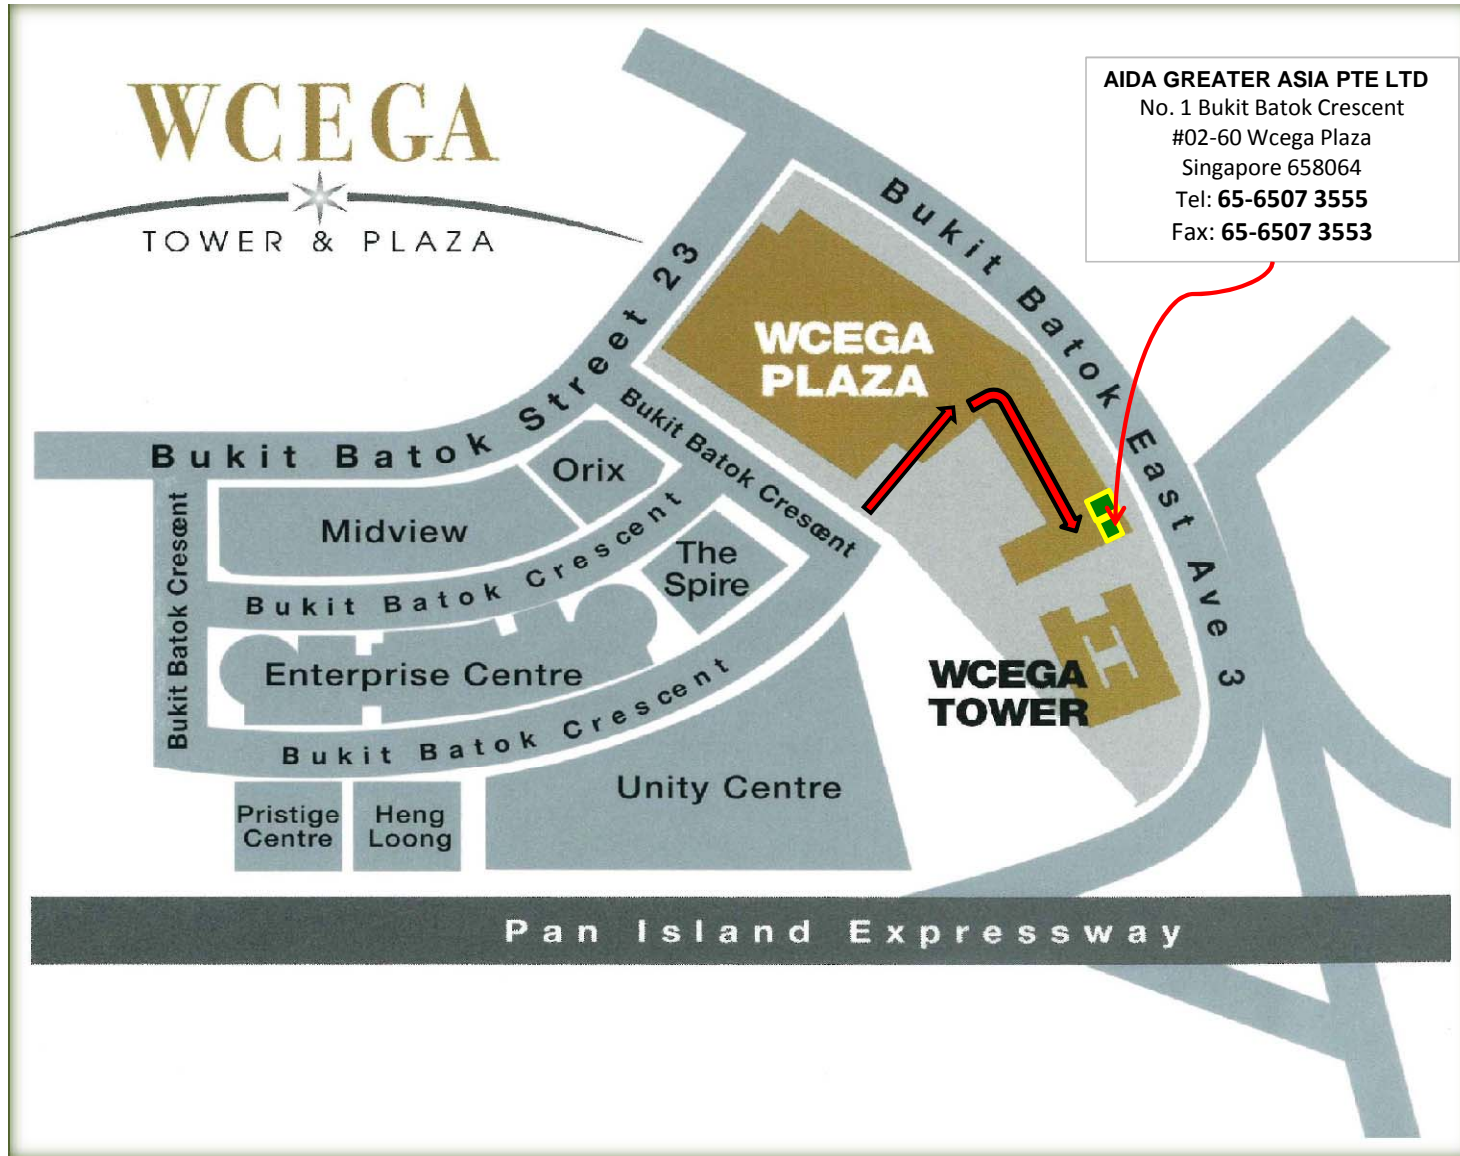 WCEGA
TOWER & PLAZA
AIDA GREATER ASIA PTE LTD
No. 1 Bukit Batok Crescent
#02-60 Wcega Plaza
Singapore 658064
Tel: 65-6507 3555
Fax: 65-6507 3553
Bukit Batok East Ave 3
Bukit Batok Street 23
WCEGA
PLAZA
Bukit Batok Crescent
Orix
Midview
Bukit Batok Crescent
Bukit Batok Crescent
The
Spire
Enterprise Centre
Bukit Batok Crescent
WCEGA
TOWER
Unity Centre
Pristige
Centre
Heng
Loong
Pan Island Expressway